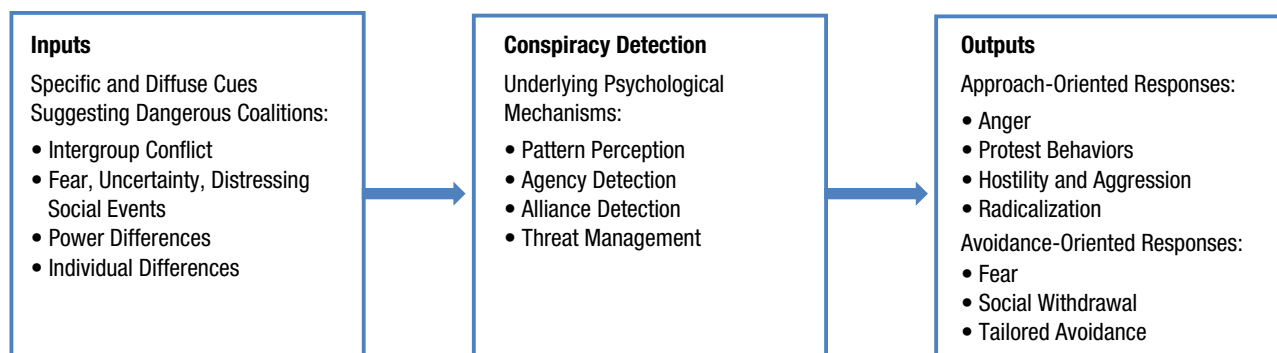 Inputs
Specific and Diffuse Cues
Suggesting Dangerous Coalitions:
• Intergroup Conflict
• Fear, Uncertainty, Distressing
Social Events
• Power Differences
• Individual Differences
Conspiracy Detection
Underlying Psychological
Mechanisms:
• Pattern Perception
• Agency Detection
• Alliance Detection
• Threat Management
Outputs
Approach-Oriented Responses:
• Anger
• Protest Behaviors
• Hostility and Aggression
• Radicalization
Avoidance-Oriented Responses:
• Fear
• Social Withdrawal
• Tailored Avoidance